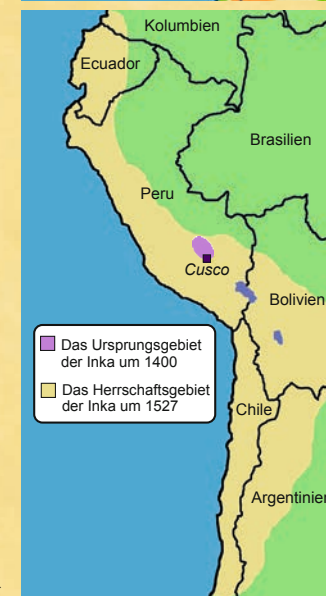 Kolumbien
Ecuador
Brasilien
Peru
Cusco
Bolivien
Das Ursprungsgebiet
der Inka um 1400
Das Herrschaftsgebiet
der Inka um 1527
Chile
Argentinien